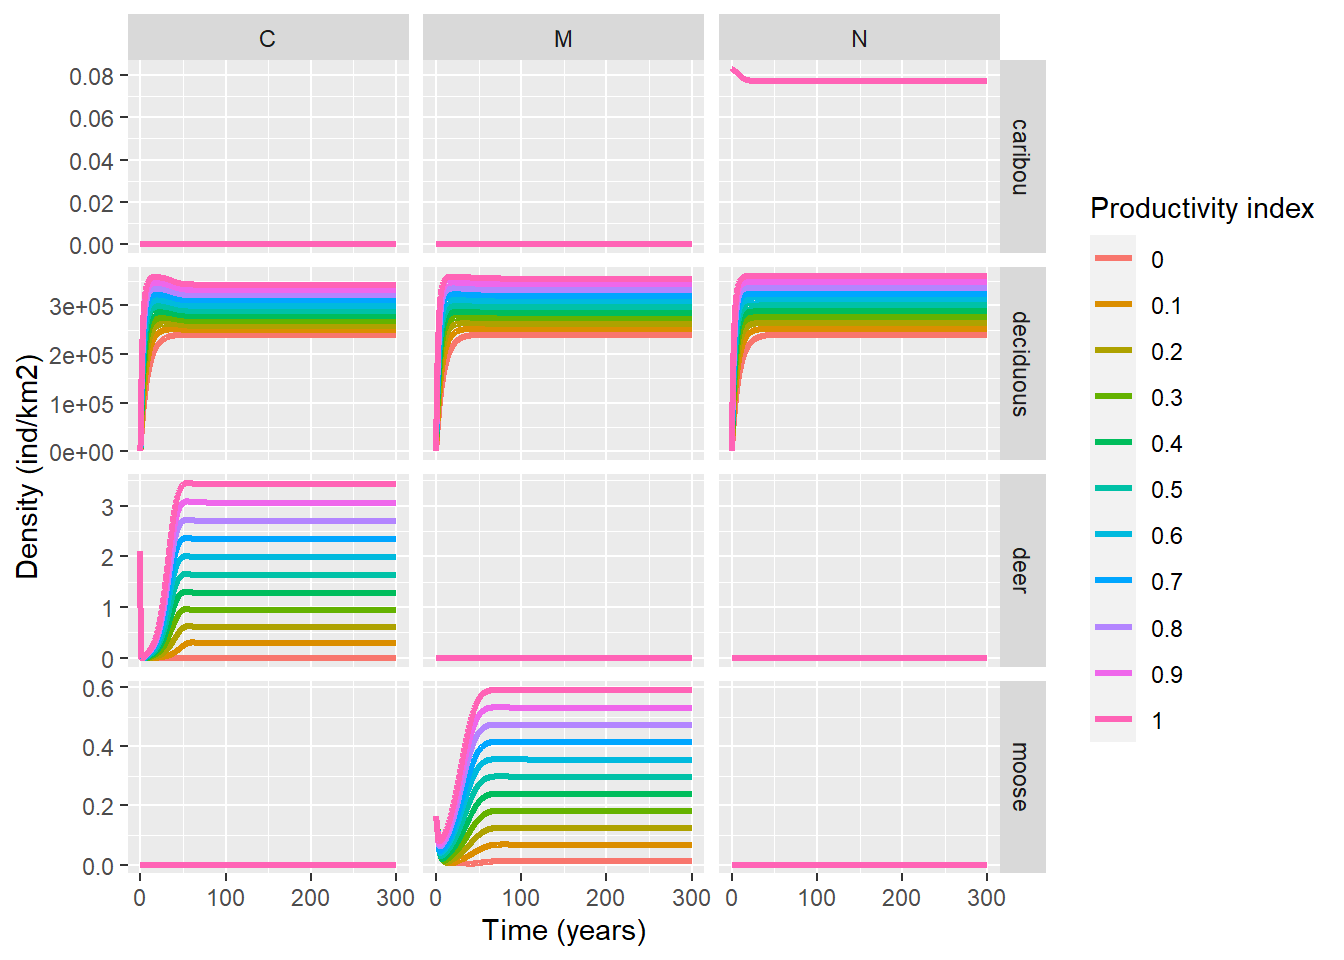 C
M
N
0.08
0.06
0.04
0.02
0.00
caribou
3e+05
2e+05
1e+05
0e+00
deciduous
3
2
1
0
deer
0.6
0.4
0.2
0.0
moose
0 100 200 300
0 100 200 300
0 100 200 300
Time (years)
Density (ind/km2)
Productivity index
0
0.1
0.2
0.3
0.4
0.5
0.6
0.7
0.8
0.9
1